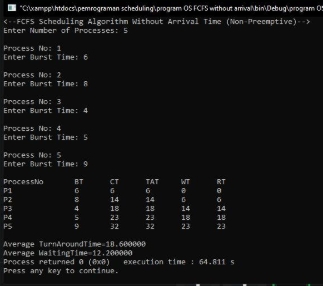 "C:\xampp\htdocs\pemrograman scheduling\program OS FCFS without arrival\bin\Debug\program OS
<--FCFS Scheduling Algorithm Without Arrival Time (Non-Preemptive)-->
Enter Number of Processes: 5
Process No: 1
Enter Burst Time: 6
Process No: 2
Enter Burst Time: 8
Process No: 3
Enter Burst Time: 4
Process No: 4
Enter Burst Time: 5
Process No: 5
Enter Burst Time: 9
ProcessNo BT CT TAT WT RT
P1 6 6 6 0 0
P2 8 14 14 6 6
P3 4 18 18 14 14
P4 5 23 23 18 18
P5 9 32 32 23 23
Average TurnAroundTime=18.600000
Average WaitingTime=12.200000
Process returned 0 (0x0) execution time : 64.811 s
Press any key to continue.